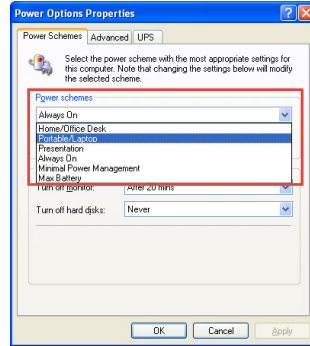 Power Options Properties
Power Schemes Advanced UPS
Select the power scheme with the most appropriate settings for
this computer. Note that changing the settings below will modify
the selected scheme.
Power schemes
Always On
Home/Office Desk
Portable/Laptop
Presentation
Always On
Minimal Power Management
Max Battery
Turn off monitor: After 20 mins
Turn off hard disks: Never
OK Cancel Apply